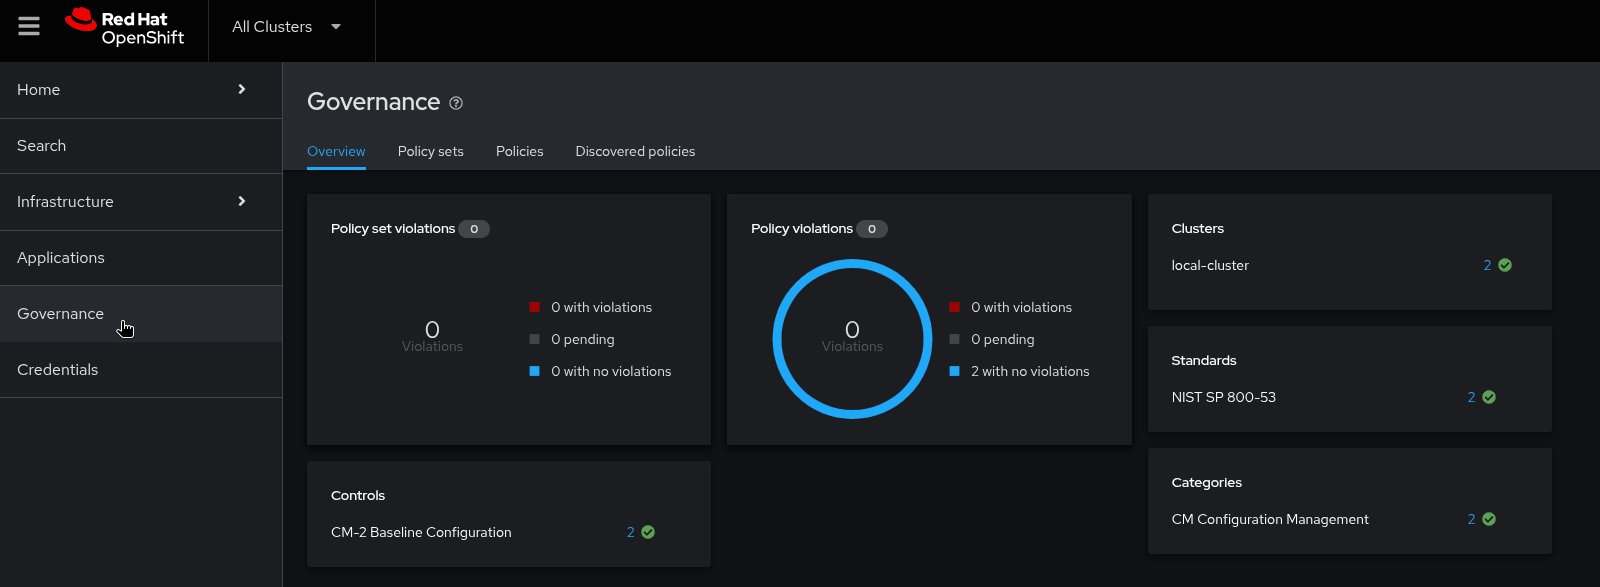 Red Hat
OpenShift
All Clusters
Home
Search
Infrastructure
Applications
Governance
Credentials
Governance
Overview Policy sets Policies Discovered policies
Policy set violations 0
0
Violations
0 with violations
0 pending
0 with no violations
Policy violations 0
0
Violations
0 with violations
0 pending
2 with no violations
Clusters
local-cluster 2
Standards
NIST SP 800-53 2
Controls
CM-2 Baseline Configuration 2
Categories
CM Configuration Management 2